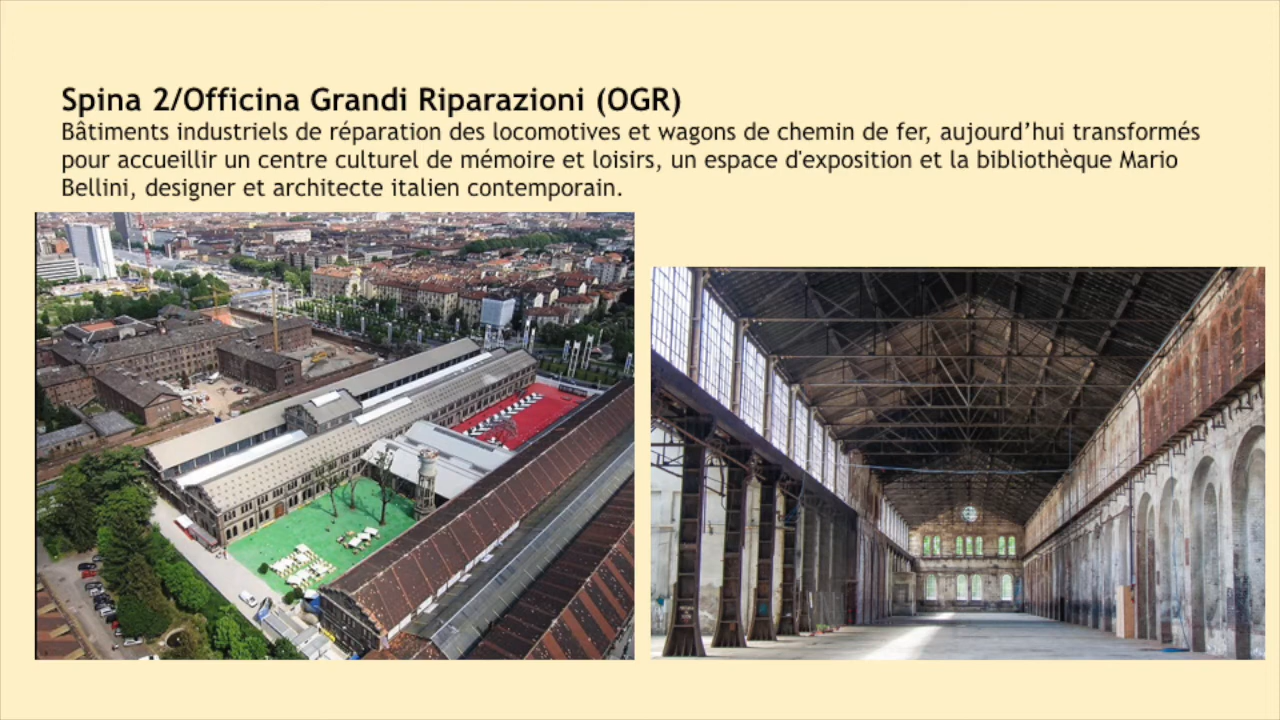 Spina 2/Officina Grandi Riparazioni (OGR)
Bâtiments industriels de réparation des locomotives et wagons de chemin de fer, aujourd’hui transformés
pour accueillir un centre culturel de mémoire et loisirs, un espace d'exposition et la bibliothèque Mario
Bellini, designer et architecte italien contemporain.